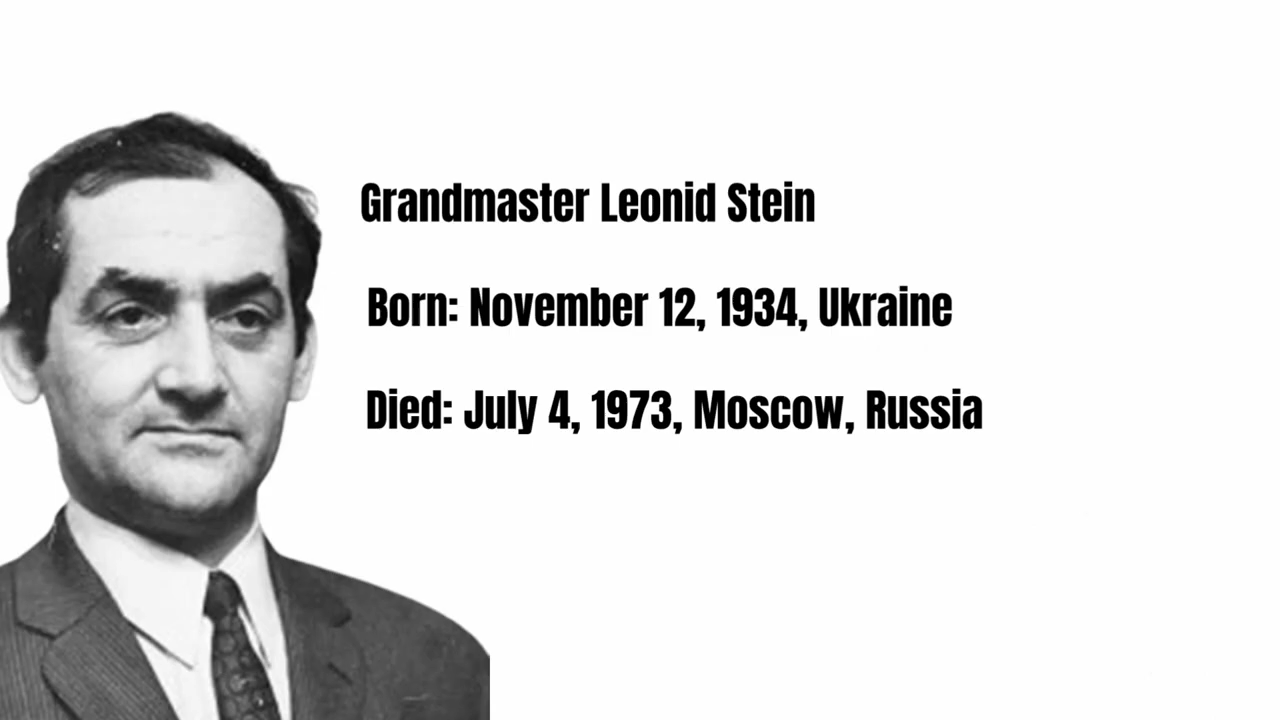 Grandmaster Leonid Stein
Born: November 12, 1934, Ukraine
Died: July 4, 1973, Moscow, Russia